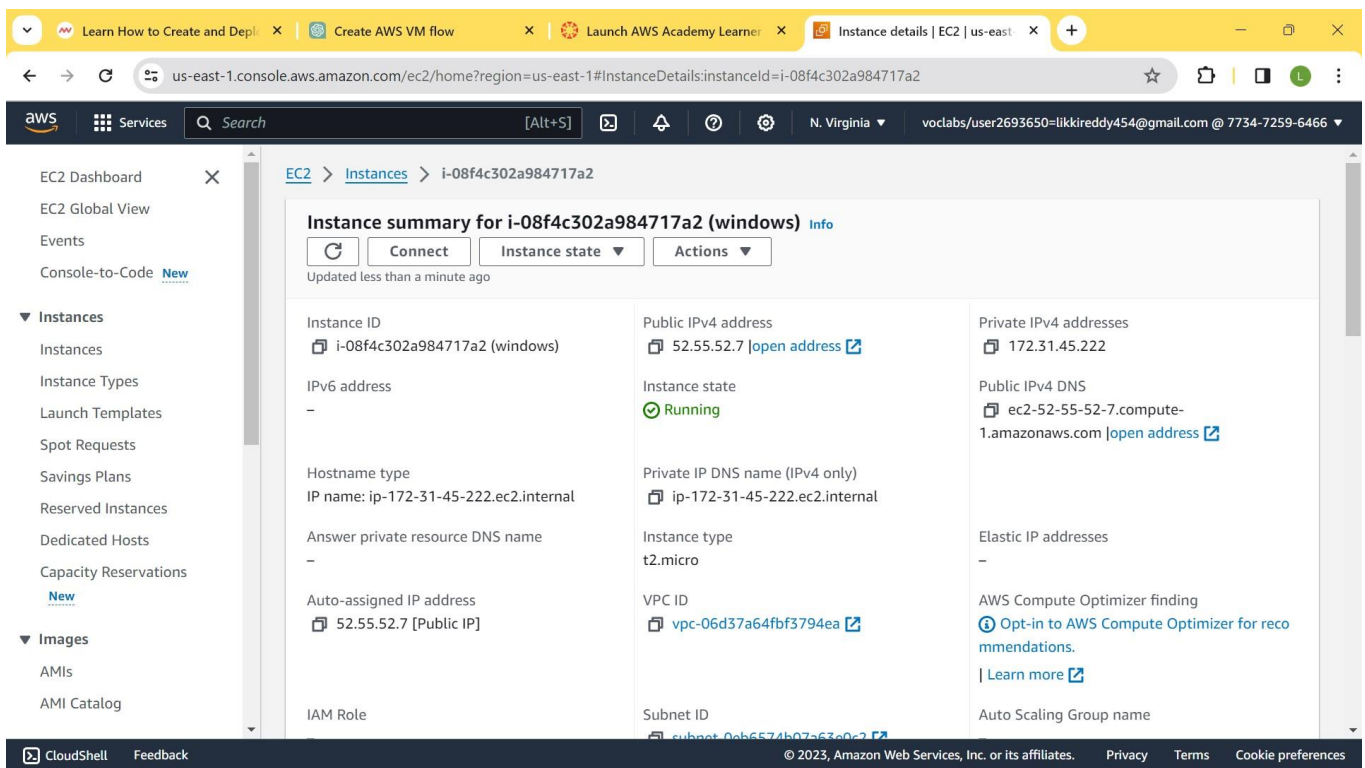 Learn How to Create and Depl
Create AWS VM flow
Launch AWS Academy Learner
Instance details | EC2 | us-east
us-east-1.console.aws.amazon.com/ec2/home?region=us-east-1#InstanceDetails:instanceId=i-08f4c302a984717a2
L
aws
Services
Search
[Alt+S]
N. Virginia
voclabs/user2693650=likkireddy454@gmail.com @ 7734-7259-6466
EC2 Dashboard
EC2 Global View
Events
Console-to-Code New
Instances
Instances
Instance Types
Launch Templates
Spot Requests
Savings Plans
Reserved Instances
Dedicated Hosts
Capacity Reservations
New
Images
AMIs
AMI Catalog
EC2 > Instances > i-08f4c302a984717a2
Instance summary for i-08f4c302a984717a2 (windows) Info
Connect
Instance state
Actions
Updated less than a minute ago
Instance ID
i-08f4c302a984717a2 (windows)
Public IPv4 address
52.55.52.7 |open address
Private IPv4 addresses
172.31.45.222
IPv6 address
–
Instance state
Running
Public IPv4 DNS
ec2-52-55-52-7.compute-
1.amazonaws.com |open address
Hostname type
IP name: ip-172-31-45-222.ec2.internal
Private IP DNS name (IPv4 only)
ip-172-31-45-222.ec2.internal
Answer private resource DNS name
–
Instance type
t2.micro
Elastic IP addresses
–
Auto-assigned IP address
52.55.52.7 [Public IP]
VPC ID
vpc-06d37a64fbf3794ea
AWS Compute Optimizer finding
Opt-in to AWS Compute Optimizer for reco
mmendations.
| Learn more
IAM Role
–
Subnet ID
Auto Scaling Group name
–
CloudShell
Feedback
© 2023, Amazon Web Services, Inc. or its affiliates.
Privacy
Terms
Cookie preferences